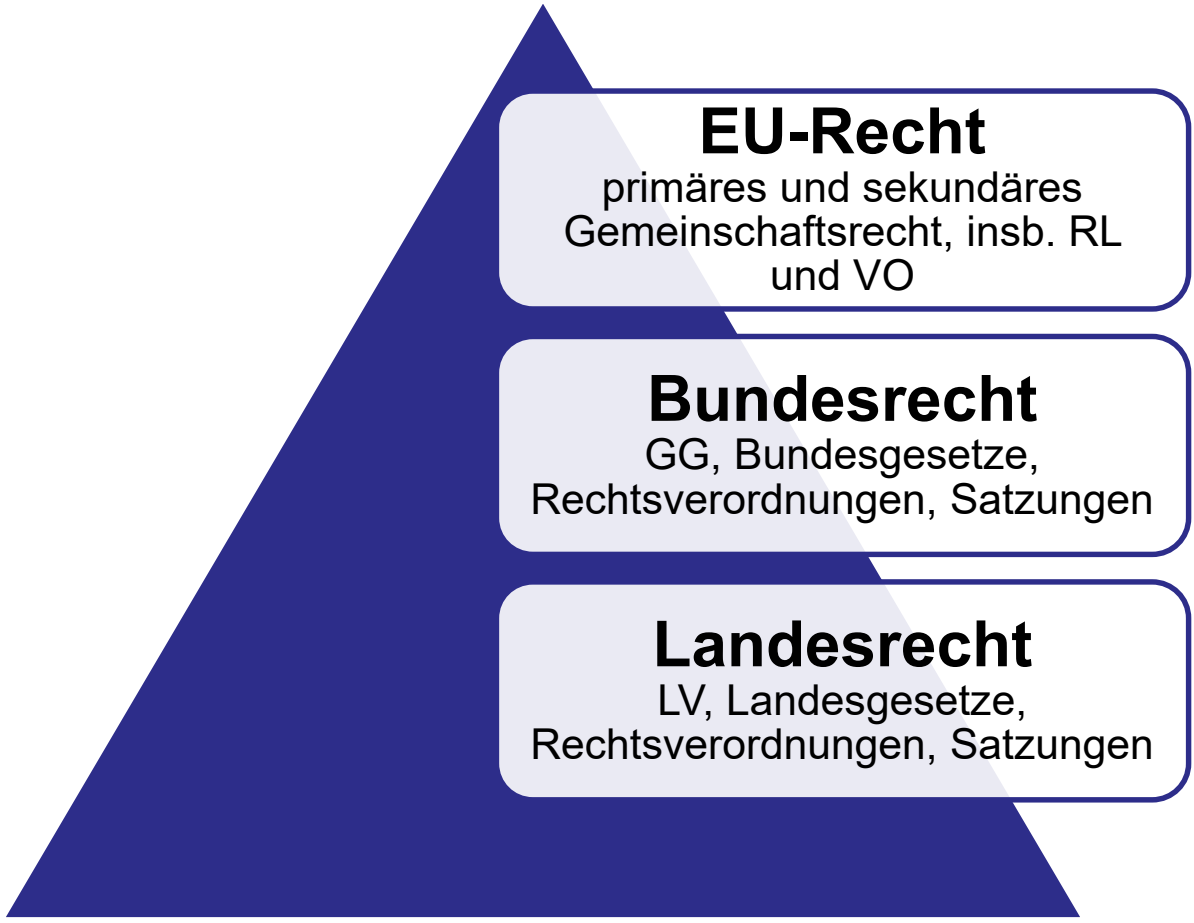 EU-Recht
primäres und sekundäres
Gemeinschaftsrecht, insb. RL
und VO
Bundesrecht
GG, Bundesgesetze,
Rechtsverordnungen, Satzungen
Landesrecht
LV, Landesgesetze,
Rechtsverordnungen, Satzungen